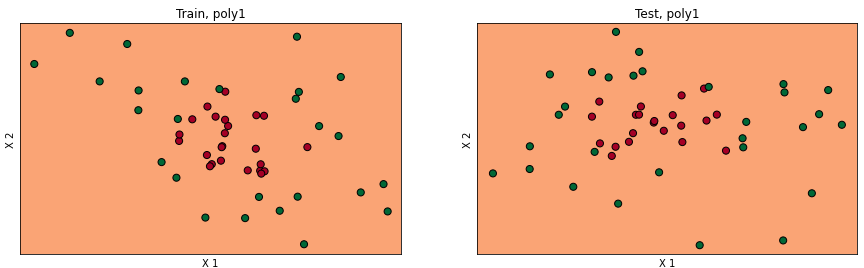 Train, poly1
Test, poly1
X 2
X 2
X 1
X 1